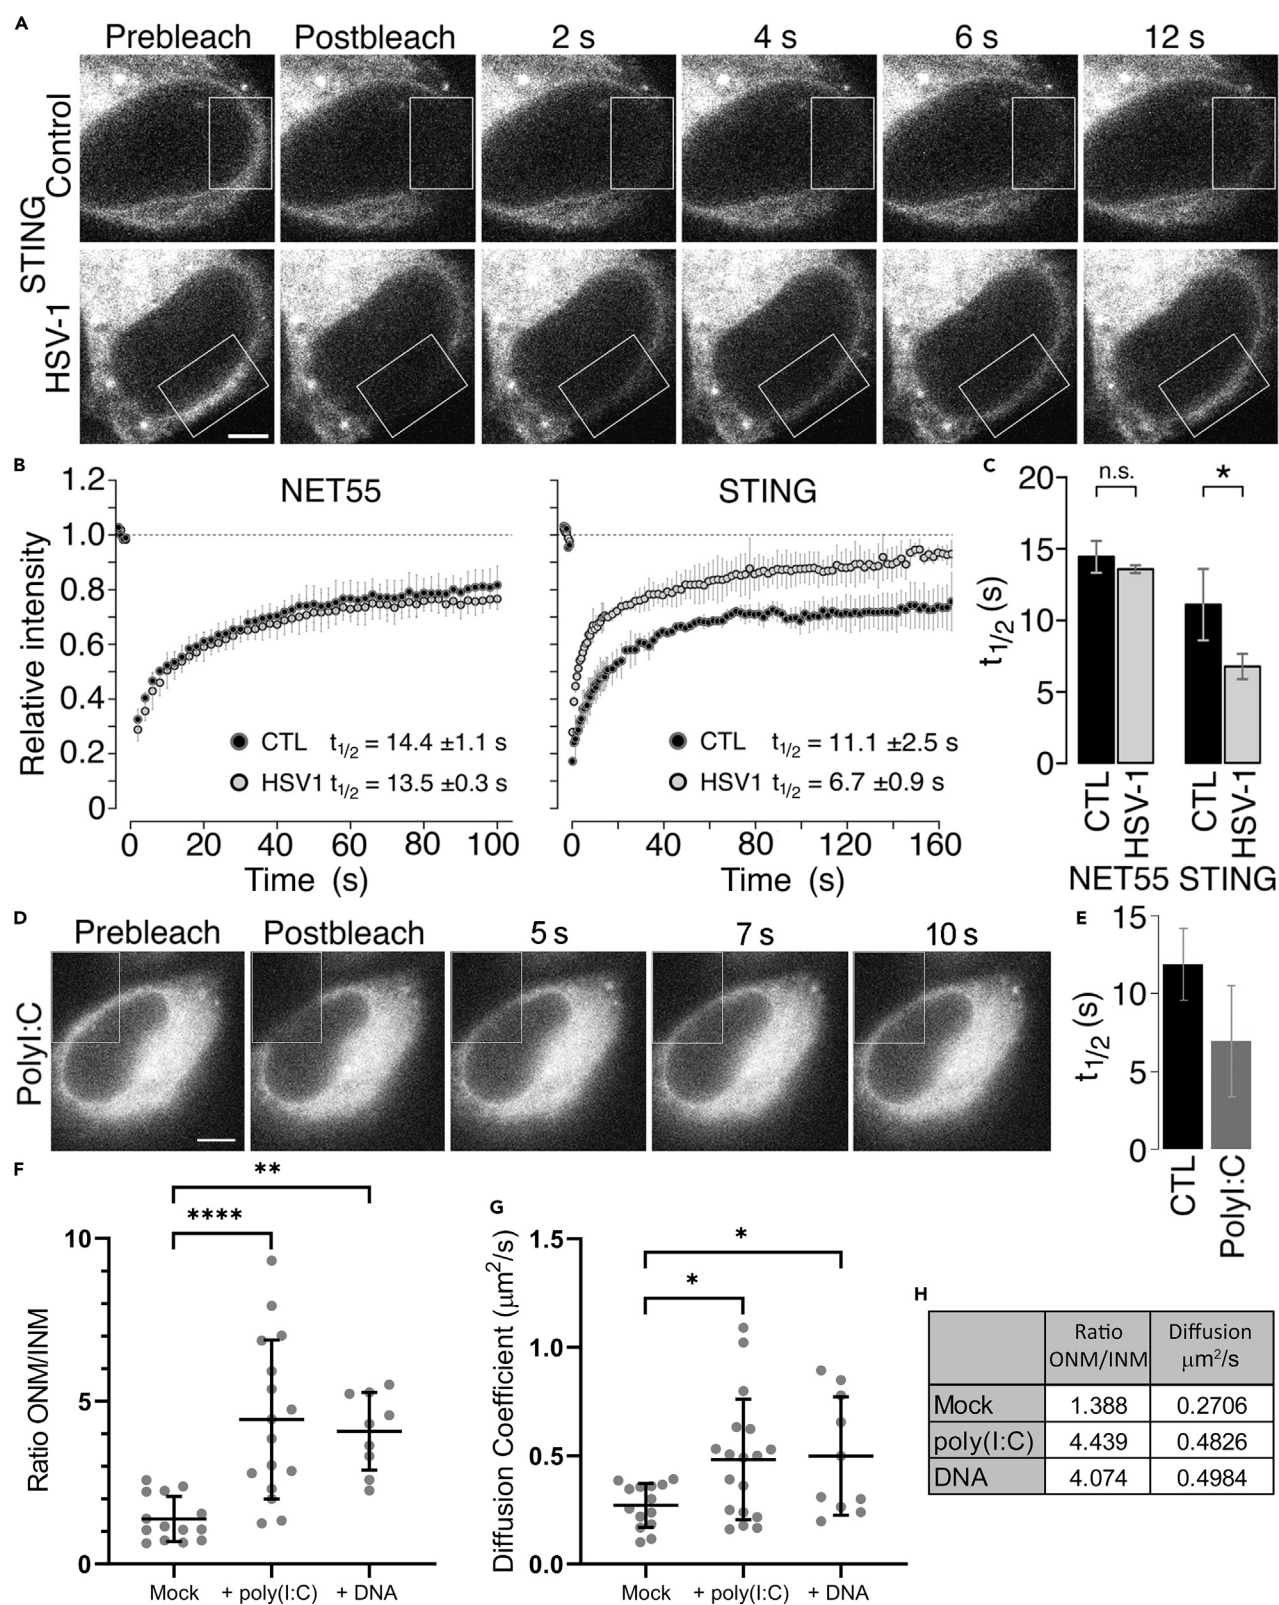 A
Prebleach Postbleach 2 s 4 s 6 s 12 s
STING
Control
HSV-1
B
NET55
STING
Relative intensity
1.2
1.0
0.8
0.6
0.4
0.2
0
CTL t1/2 = 14.4 ±1.1 s
HSV1 t1/2 = 13.5 ±0.3 s
CTL t1/2 = 11.1 ±2.5 s
HSV1 t1/2 = 6.7 ±0.9 s
0 20 40 60 80 100
Time (s)
0 40 80 120 160
Time (s)
C
t1/2 (s)
20
15
10
5
0
n.s.
*
CTL
HSV-1
CTL
HSV-1
NET55 STING
D
Prebleach Postbleach 5 s 7 s 10 s
PolyI:C
E
t1/2 (s)
15
10
5
0
CTL
PolyI:C
F
**
****
Ratio ONM/INM
10
5
0
Mock + poly(I:C) + DNA
G
*
*
Diffusion Coefficient (µm2/s)
1.5
1.0
0.5
0.0
Mock + poly(I:C) + DNA
H
Ratio ONM/INM
Diffusion µm2/s
Mock 1.388 0.2706
poly(I:C) 4.439 0.4826
DNA 4.074 0.4984